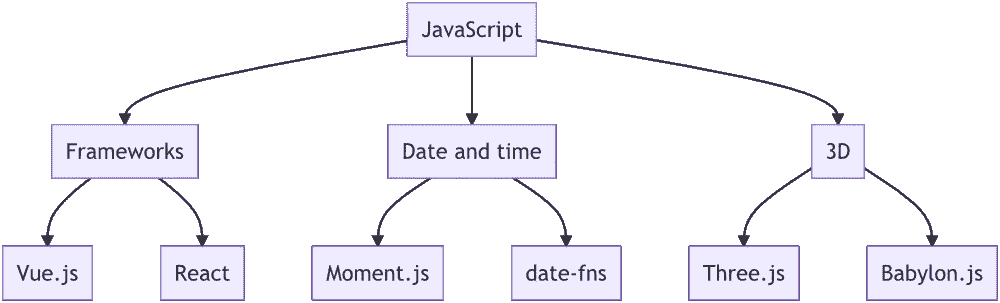 JavaScript
Frameworks
Date and time
3D
Vue.js
React
Moment.js
date-fns
Three.js
Babylon.js